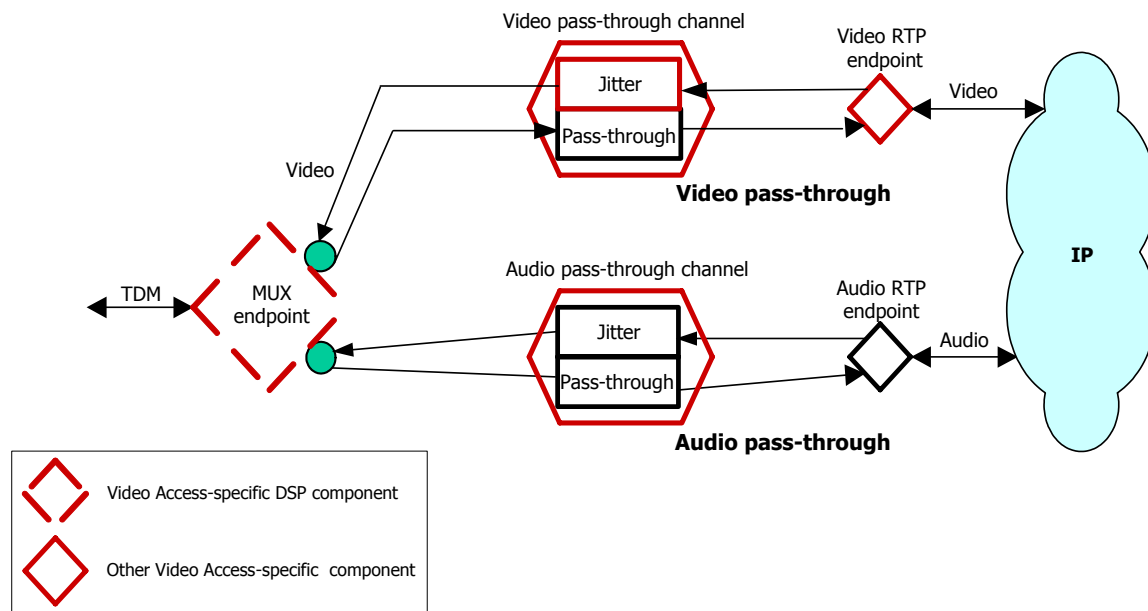 Video pass-through channel
Video RTP
endpoint
Jitter
Video
Pass-through
Video
Video pass-through
IP
Audio pass-through channel
Audio RTP
endpoint
TDM
MUX
endpoint
Jitter
Audio
Pass-through
Audio pass-through
Video Access-specific DSP component
Other Video Access-specific component